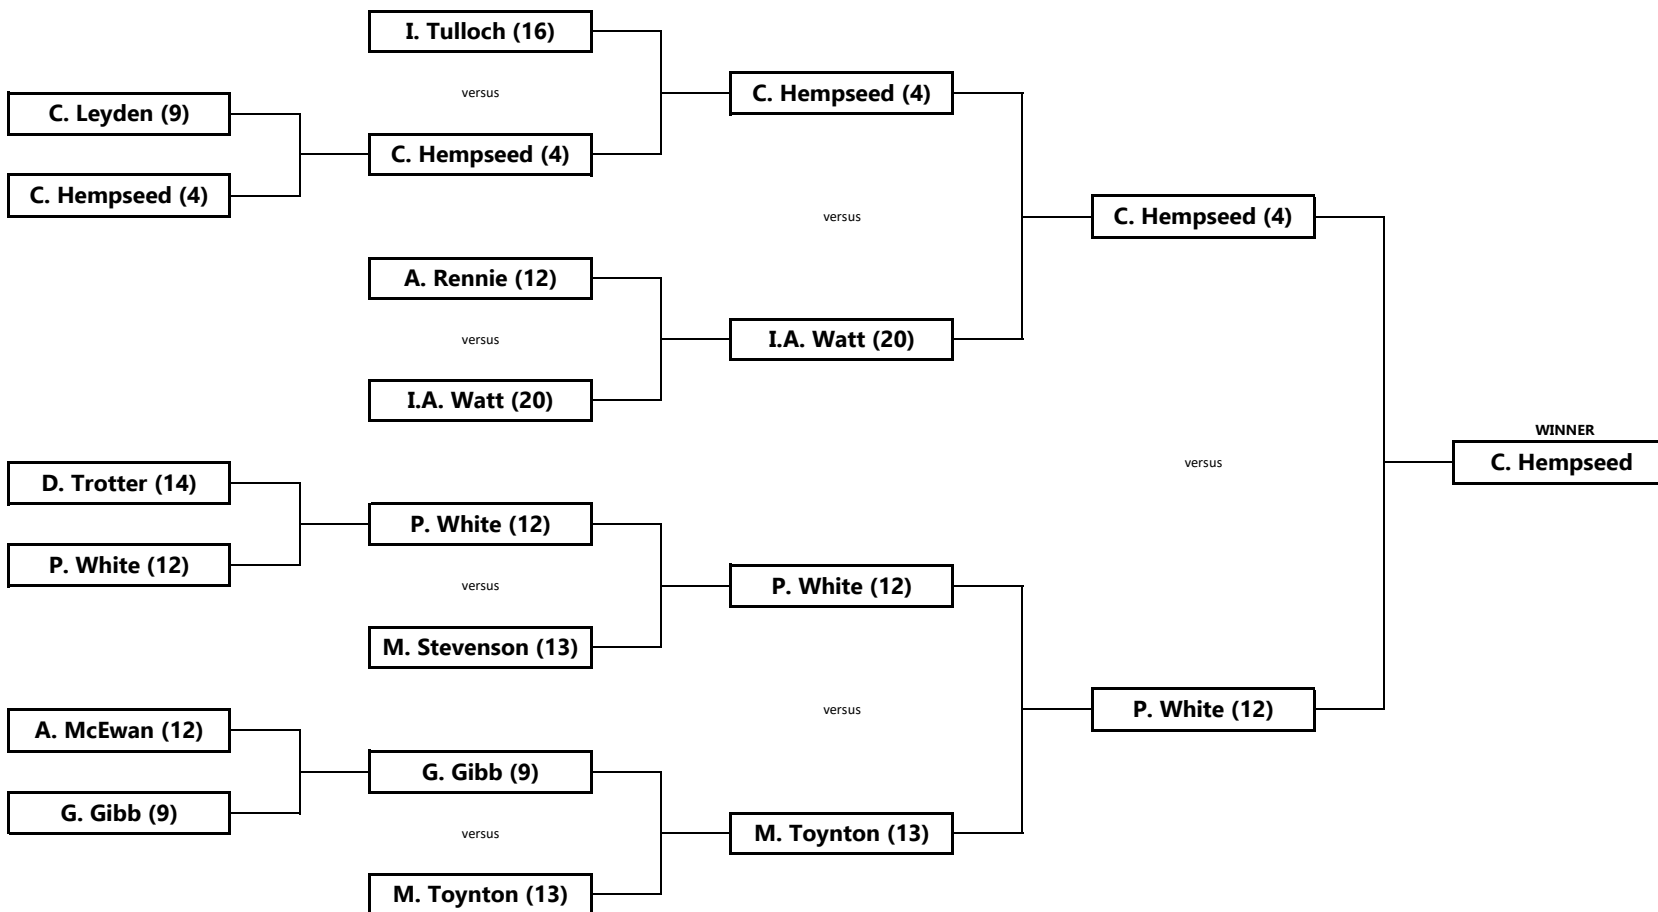 I. Tulloch (16)
versus
C. Hempseed (4)
C. Leyden (9)
C. Hempseed (4)
C. Hempseed (4)
versus
C. Hempseed (4)
A. Rennie (12)
versus
I.A. Watt (20)
I.A. Watt (20)
WINNER
versus
C. Hempseed
D. Trotter (14)
P. White (12)
P. White (12)
versus
P. White (12)
M. Stevenson (13)
versus
P. White (12)
A. McEwan (12)
G. Gibb (9)
G. Gibb (9)
versus
M. Toynton (13)
M. Toynton (13)